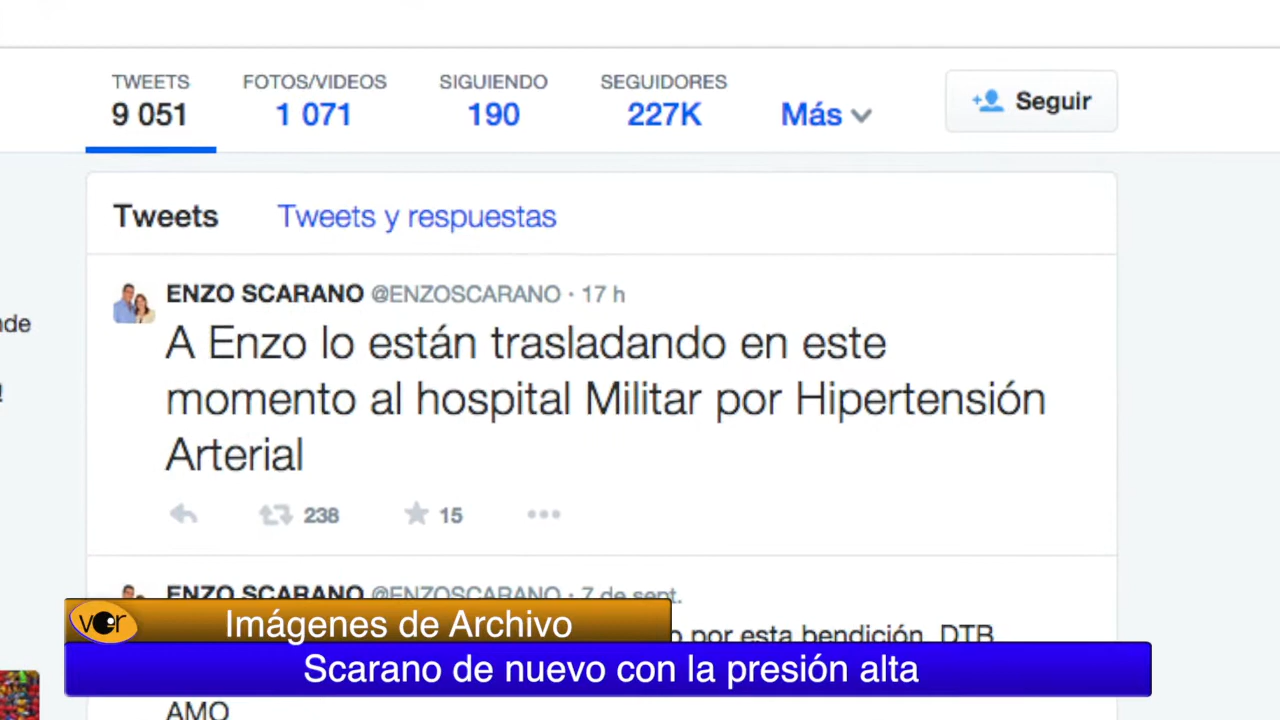 TWEETS FOTOS/VIDEOS SIGUIENDO SEGUIDORES
9 051 1 071 190 227K Más Seguir
Tweets Tweets y respuestas
ENZO SCARANO @ENZOSCARANO · 17 h
A Enzo lo están trasladando en este
momento al hospital Militar por Hipertensión
Arterial
238 15
ENZO SCARANO @ENZOSCARANO · 7 de sept.
por esta bendición DTB
ver Imágenes de Archivo
Scarano de nuevo con la presión alta
AMO